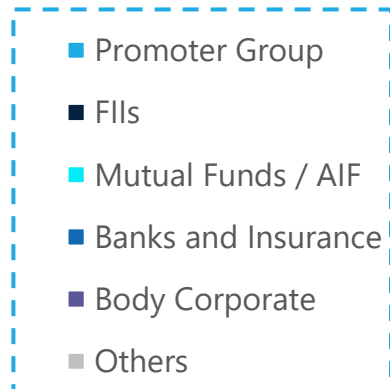 Promoter Group
FIIs
Mutual Funds / AIF
Banks and Insurance
Body Corporate
Others